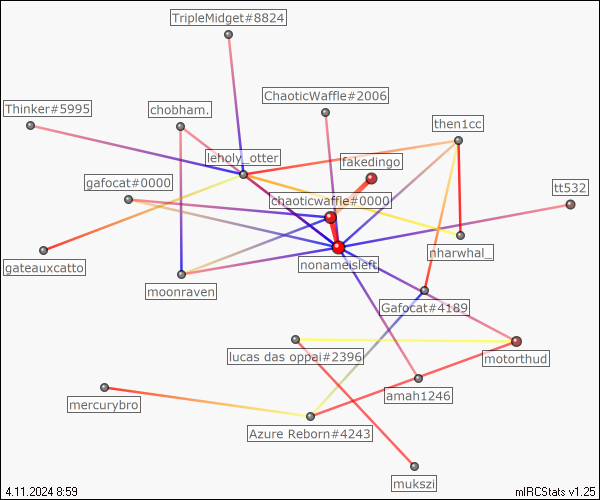 TripleMidget#8824
ChaoticWaffle#2006
Thinker#5995
chobham.
then1cc
leholy_otter
fakedingo
gafocat#0000
tt532
chaoticwaffle#0000
nharwhal_
nonameisleft
gateauxcatto
moonraven
Gafocat#4189
lucas das oppai#2396
motorthud
amah1246
mercurybro
Azure Reborn#4243
mukszi
4.11.2024 8:59
mIRCStats v1.25